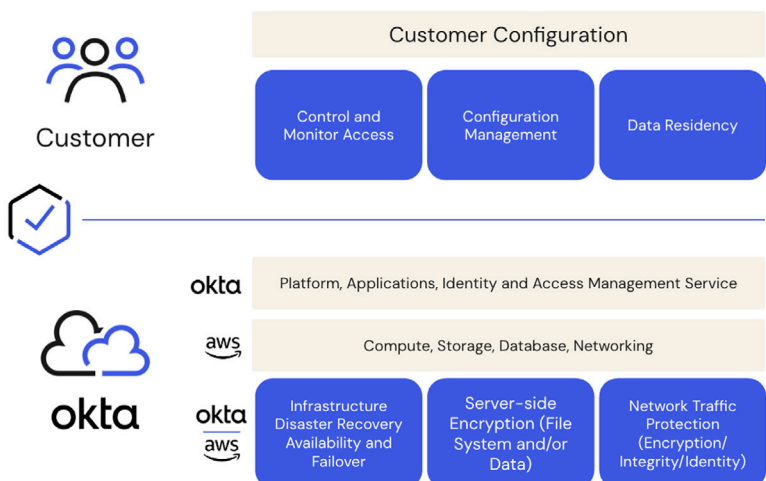 Customer Configuration
Control and
Monitor Access
Configuration
Management
Data Residency
Customer
okta
Platform, Applications, Identity and Access Management Service
aws
Compute, Storage, Database, Networking
okta
okta
aws
Infrastructure
Disaster Recovery
Availability and
Failover
Server-side
Encryption (File
System and/or
Data)
Network Traffic
Protection
(Encryption/
Integrity/Identity)